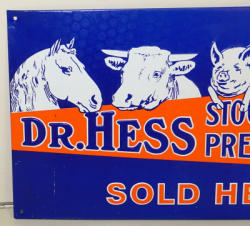 DR. HESS STOC
PRE
SOLD HE